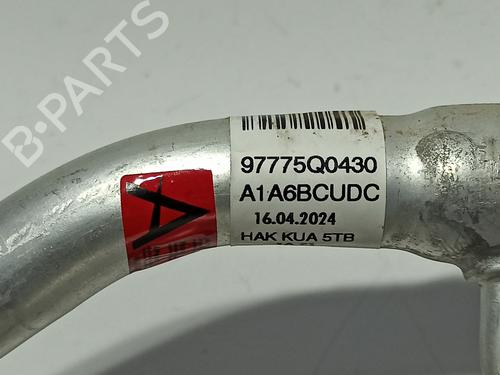 B-PARTS
97775Q0430
A1A6BCUDC
16.04.2024
HAK KUA 5TB
A